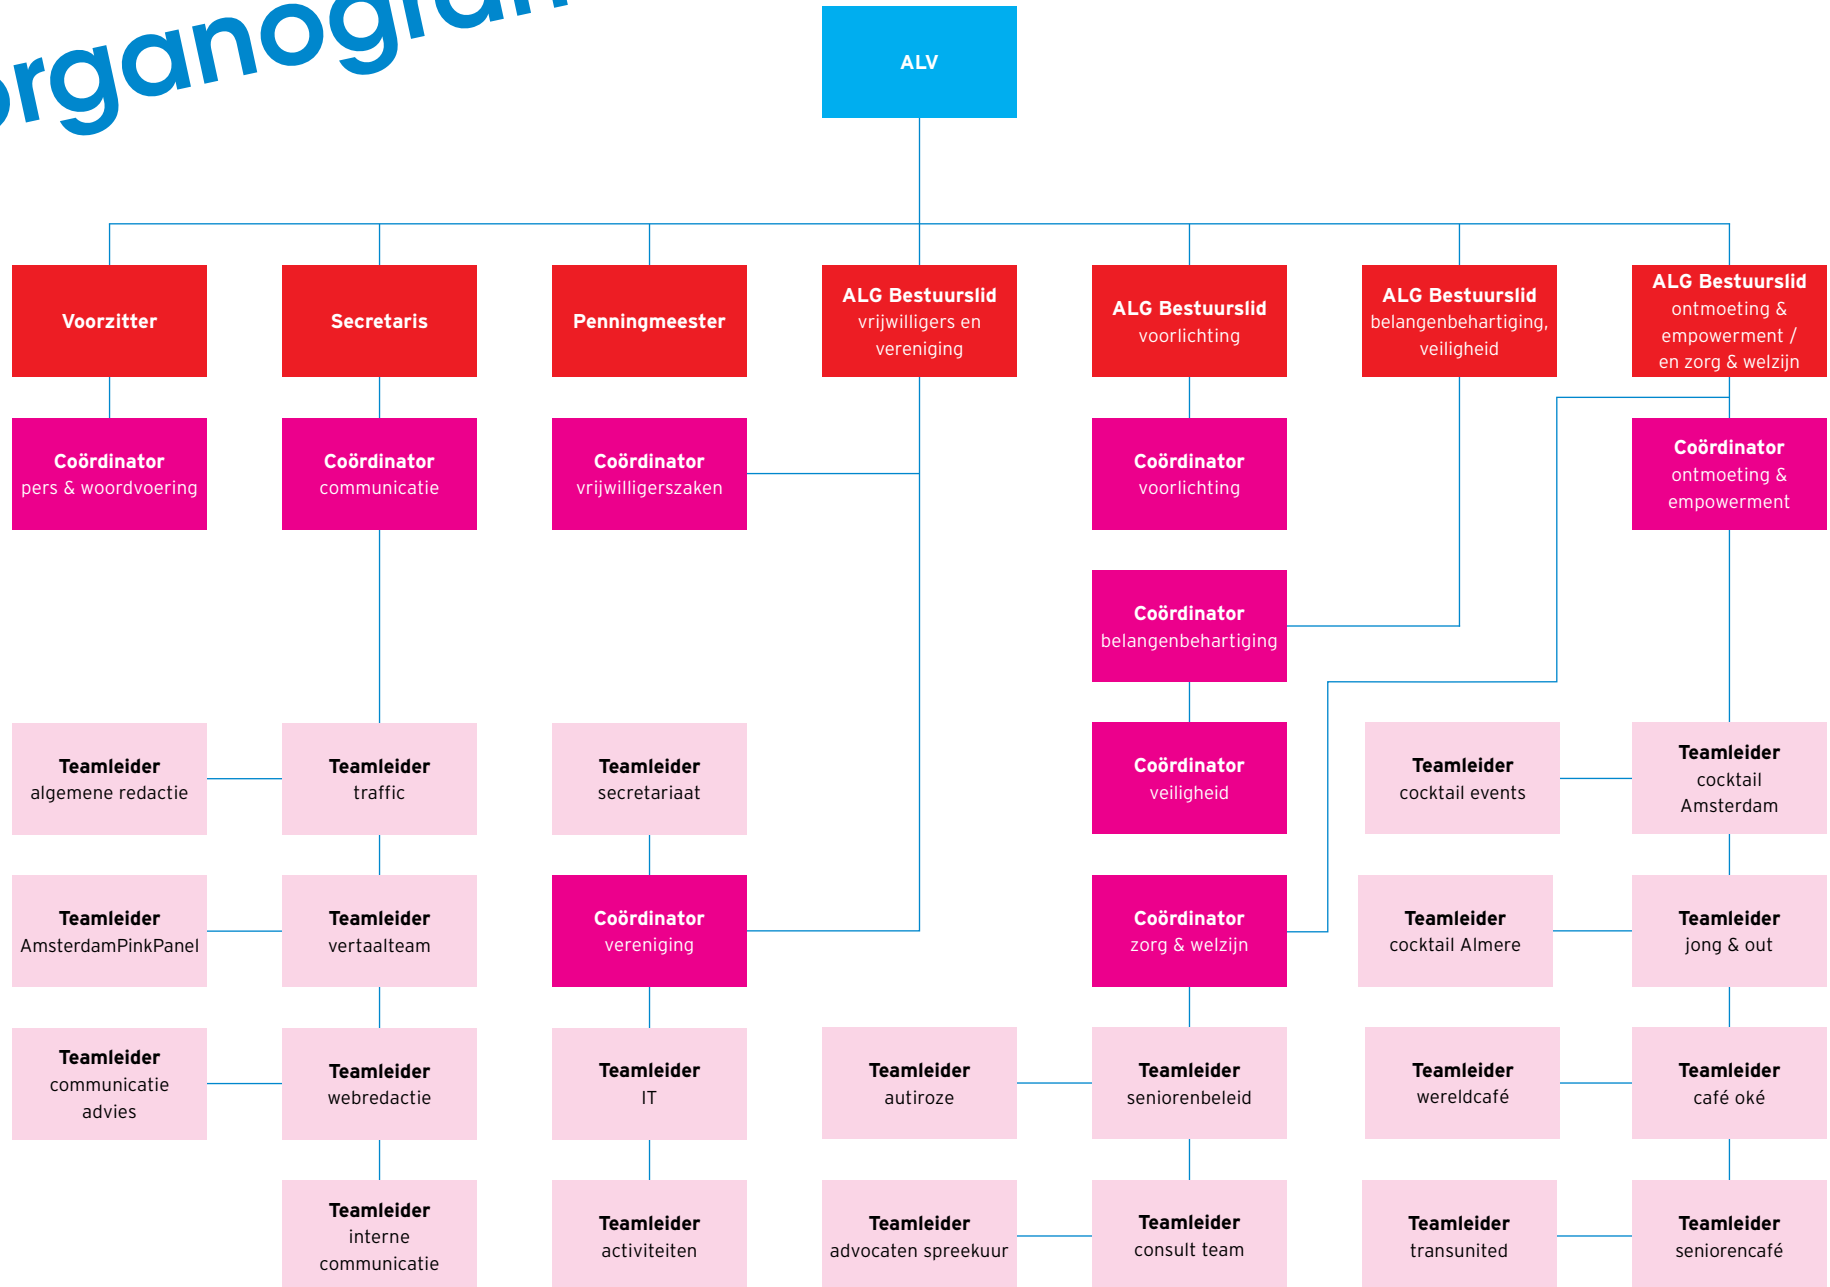 organogram
ALV
Voorzitter
Secretaris
Penningmeester
ALG Bestuurslid
vrijwilligers en
vereniging
ALG Bestuurslid
voorlichting
ALG Bestuurslid
belangenbehartiging,
veiligheid
ALG Bestuurslid
ontmoeting &
empowerment /
en zorg & welzijn
Coördinator
pers & woordvoering
Coördinator
communicatie
Coördinator
vrijwilligerszaken
Coördinator
voorlichting
Coördinator
ontmoeting &
empowerment
Coördinator
belangenbehartiging
Teamleider
algemene redactie
Teamleider
traffic
Teamleider
secretariaat
Coördinator
veiligheid
Teamleider
cocktail events
Teamleider
cocktail
Amsterdam
Teamleider
AmsterdamPinkPanel
Teamleider
vertaalteam
Coördinator
vereniging
Coördinator
zorg & welzijn
Teamleider
cocktail Almere
Teamleider
jong & out
Teamleider
communicatie
advies
Teamleider
webredactie
Teamleider
IT
Teamleider
autiroze
Teamleider
seniorenbeleid
Teamleider
wereldcafé
Teamleider
café oké
Teamleider
interne
communicatie
Teamleider
activiteiten
Teamleider
advocaten spreekuur
Teamleider
consult team
Teamleider
transunited
Teamleider
seniorencafé